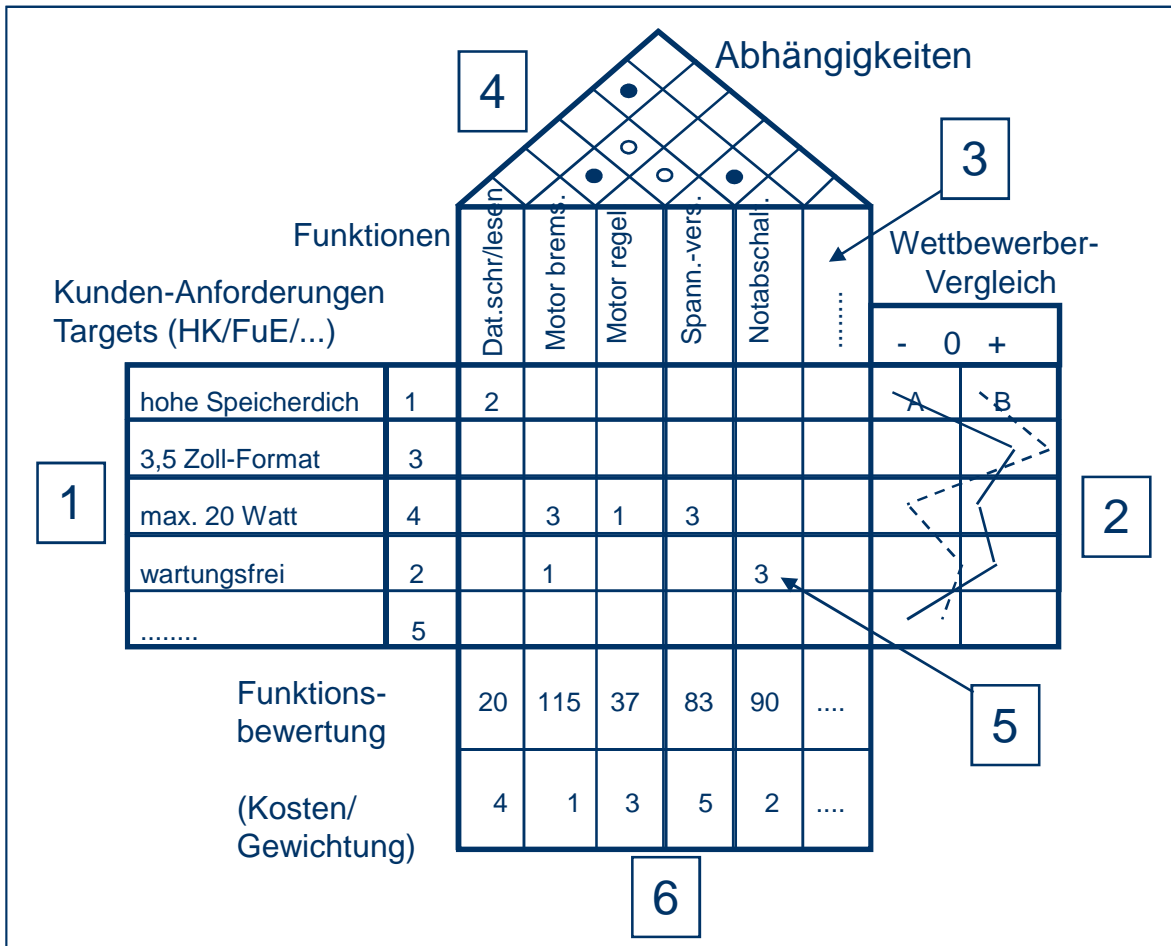 Abhängigkeiten
4
3
Funktionen
Dat.schr/lesen
Motor brems.
Motor regel
Spann.-vers.
Notabschalt.
........
Wettbewerber-
Vergleich
Kunden-Anforderungen
Targets (HK/FuE/...)
- 0 +
hohe Speicherdich 1 2 A B
3,5 Zoll-Format 3
1
max. 20 Watt 4 3 1 3
2
wartungsfrei 2 1 3
........ 5
Funktions-
bewertung
20 115 37 83 90 ....
5
(Kosten/
Gewichtung)
4 1 3 5 2 ....
6